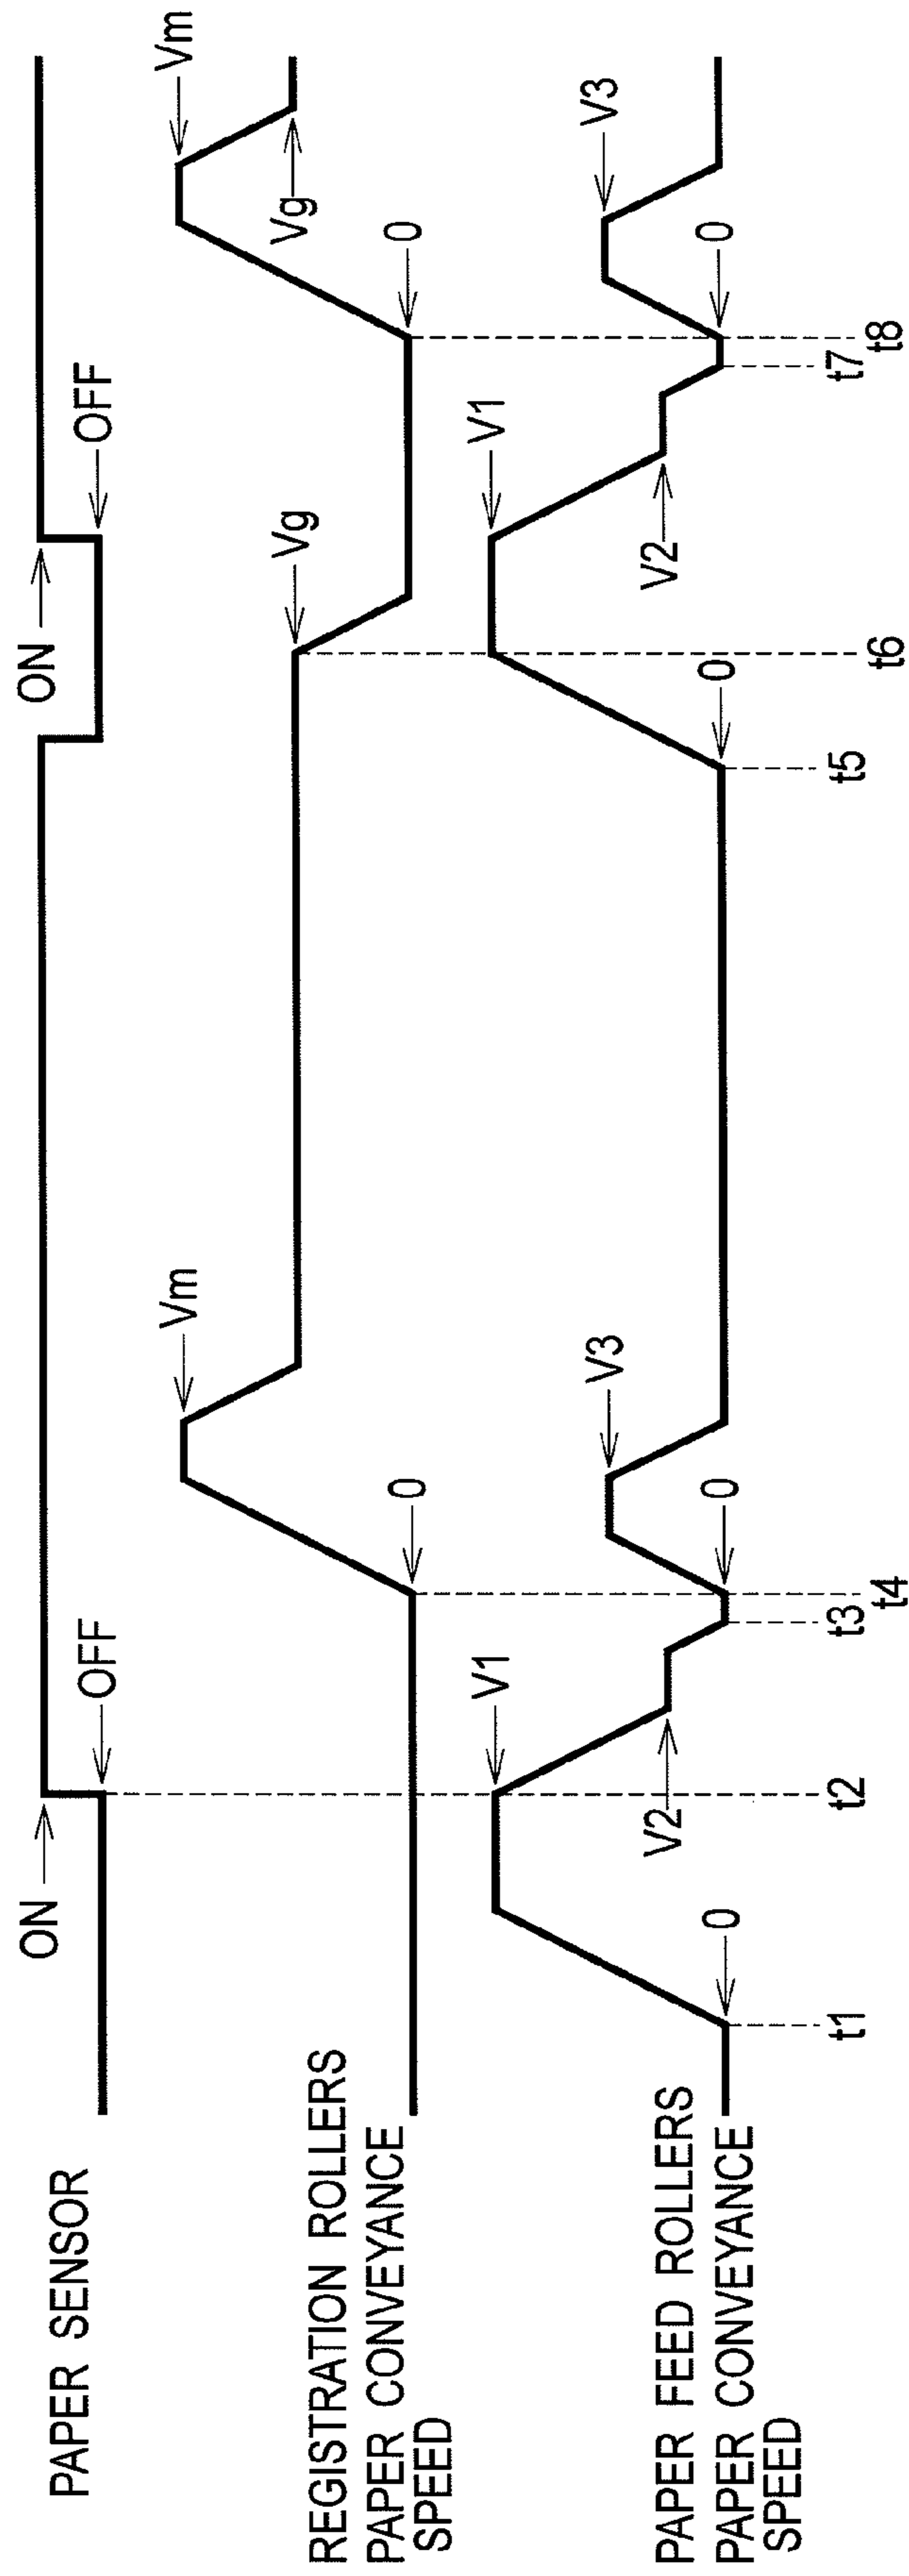 PAPER SENSOR
ON
OFF
ON
OFF
REGISTRATION ROLLERS
PAPER CONVEYANCE
SPEED
0
Vm
Vg
0
Vg
Vm
PAPER FEED ROLLERS
PAPER CONVEYANCE
SPEED
0
V1
V2
0
V3
0
V1
V2
0
V3
t1
t2
t3
t4
t5
t6
t7
t8